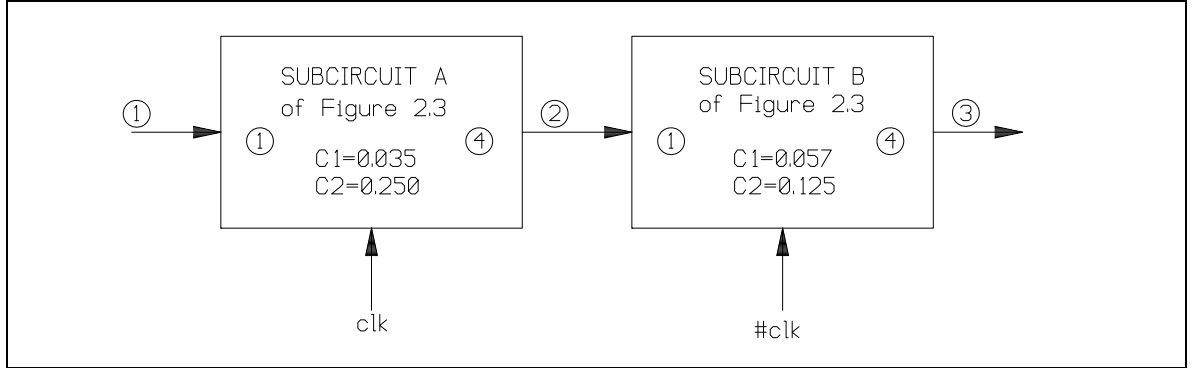 SUBCIRCUIT A
of Figure 2.3
1
1
4
C1=0.035
C2=0.250
clk
2
SUBCIRCUIT B
of Figure 2.3
1
4
C1=0.057
C2=0.125
#clk
3